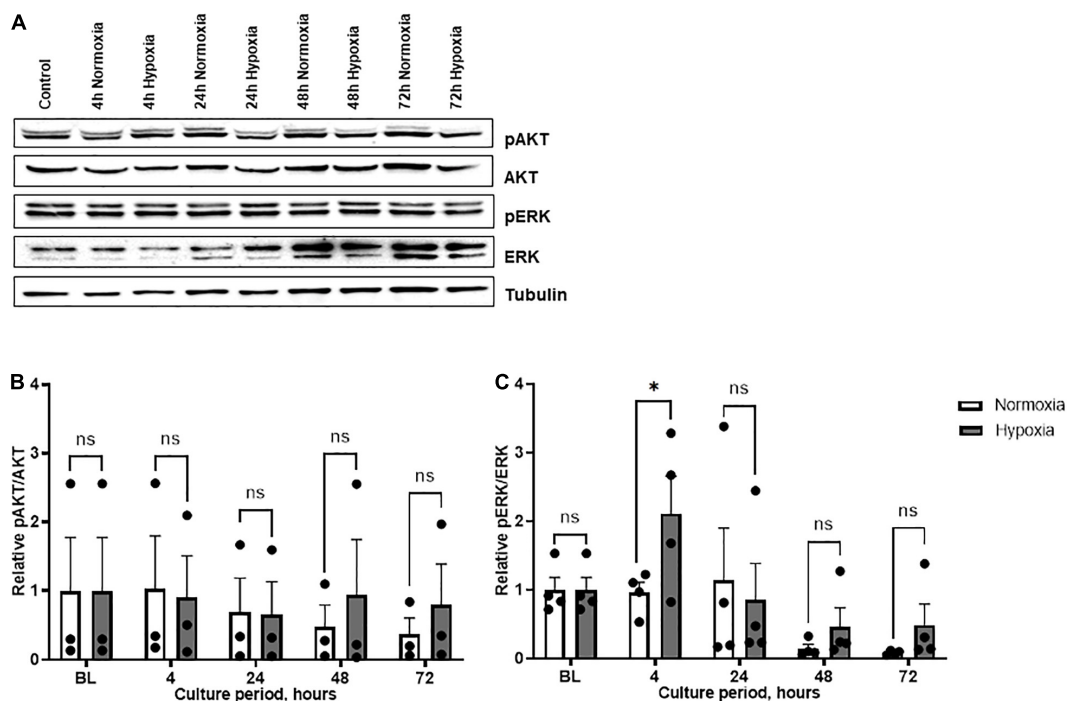 A
Control
4h Normoxia
4h Hypoxia
24h Normoxia
24h Hypoxia
48h Normoxia
48h Hypoxia
72h Normoxia
72h Hypoxia
pAKT
AKT
pERK
ERK
Tubulin
B
Relative pAKT/AKT
4
3
2
1
0
ns
ns
ns
ns
ns
BL
4
24
48
72
Culture period, hours
C
Relative pERK/ERK
4
3
2
1
0
ns
*
ns
ns
ns
BL
4
24
48
72
Culture period, hours
Normoxia
Hypoxia